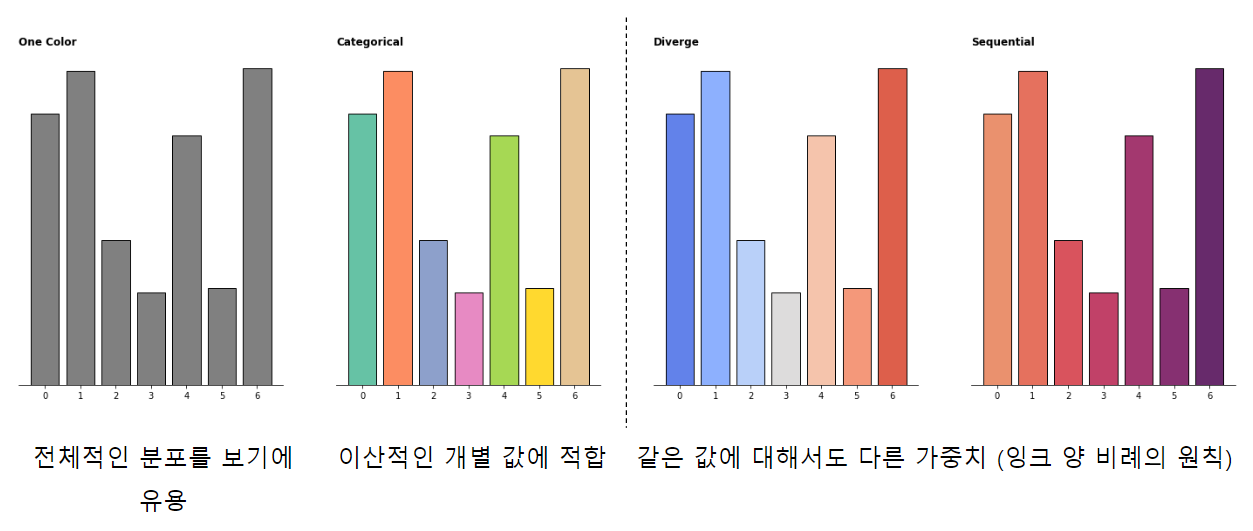 One Color
Categorical
Diverge
Sequential
0 1 2 3 4 5 6
0 1 2 3 4 5 6
0 1 2 3 4 5 6
0 1 2 3 4 5 6
전체적인 분포를 보기에
유용
이산적인 개별 값에 적합
같은 값에 대해서도 다른 가중치 (잉크 양 비례의 원칙)